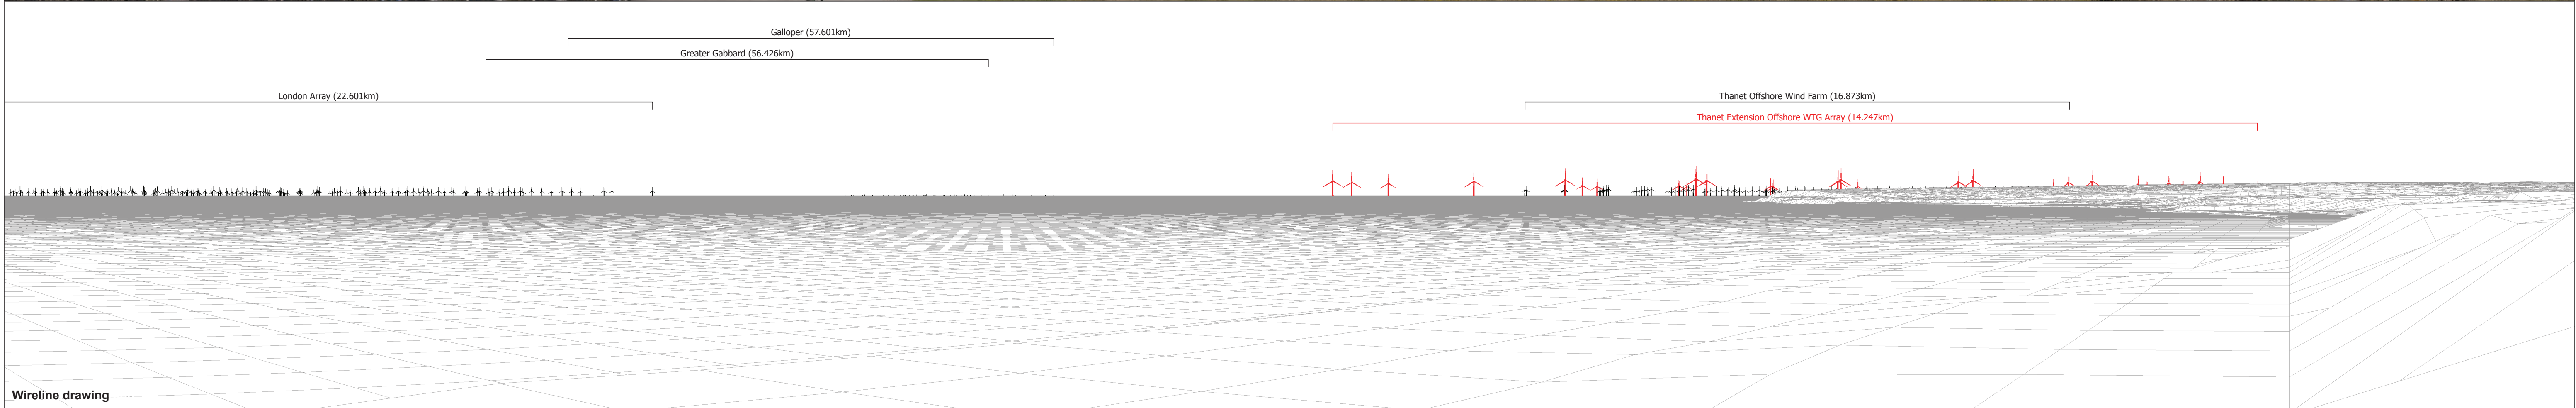 Galloper (57.601km)
Greater Gabbard (56.426km)
London Array (22.601km)
Thanet Offshore Wind Farm (16.873km)
Thanet Extension Offshore WTG Array (14.247km)
Wireline drawing